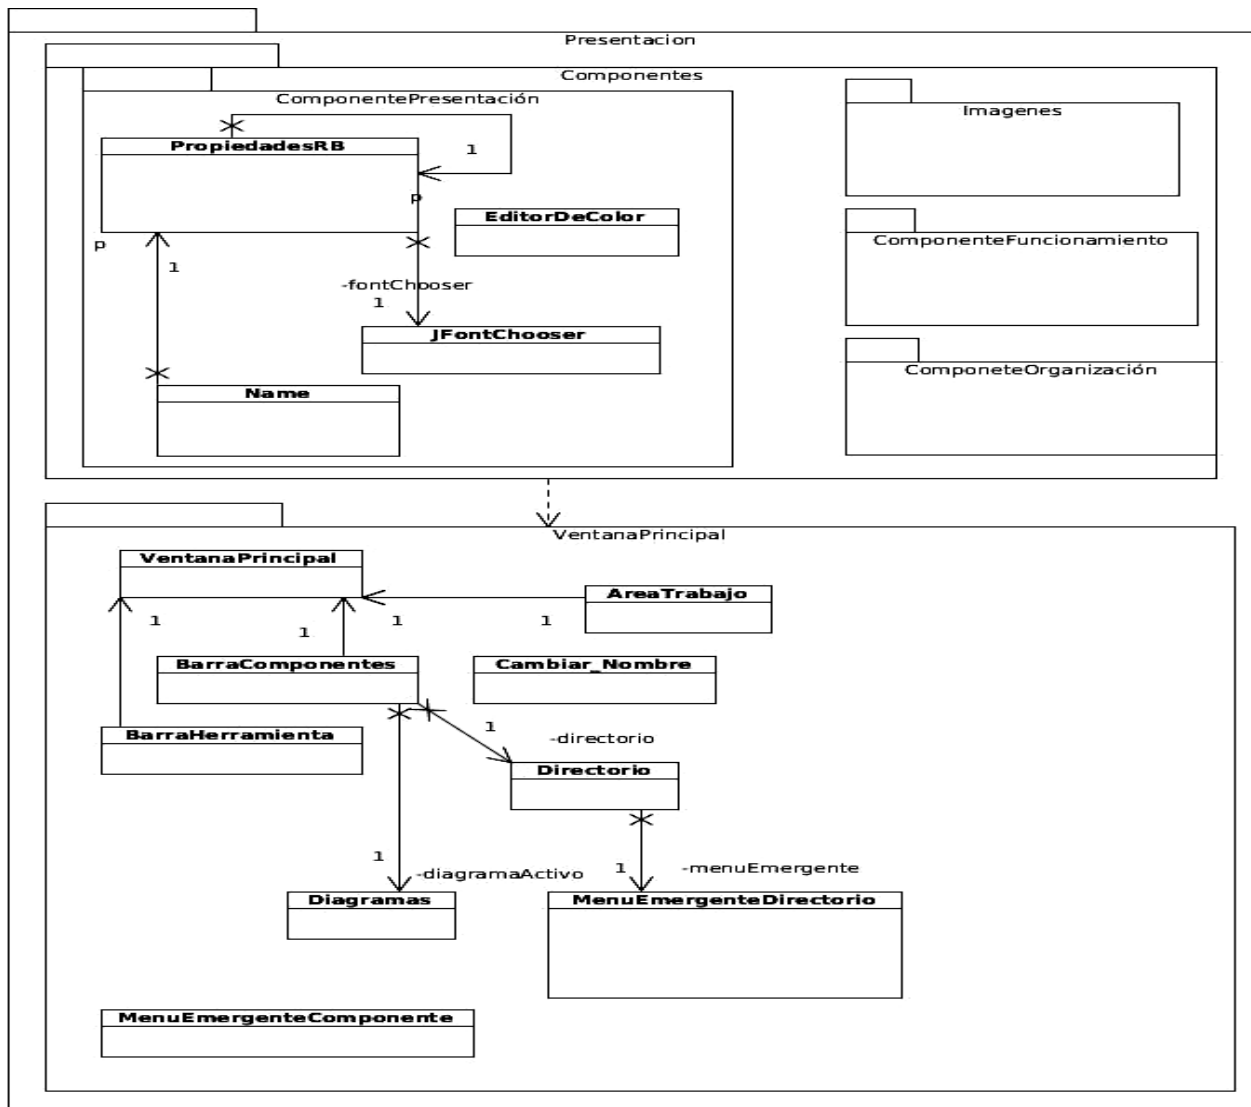 Presentacion
Componentes
ComponentePresentación
Imagenes
PropiedadesRB
1
p
EditorDeColor
ComponenteFuncionamiento
p
1
-fontChooser
1
JFontChooser
ComponeteOrganización
Name
VentanaPrincipal
VentanaPrincipal
AreaTrabajo
1
1
1
1
BarraComponentes
Cambiar_Nombre
1
BarraHerramienta
-directorio
Directorio
1
-diagramaActivo
1
-menuEmergente
Diagramas
MenuEmergenteDirectorio
MenuEmergenteComponente